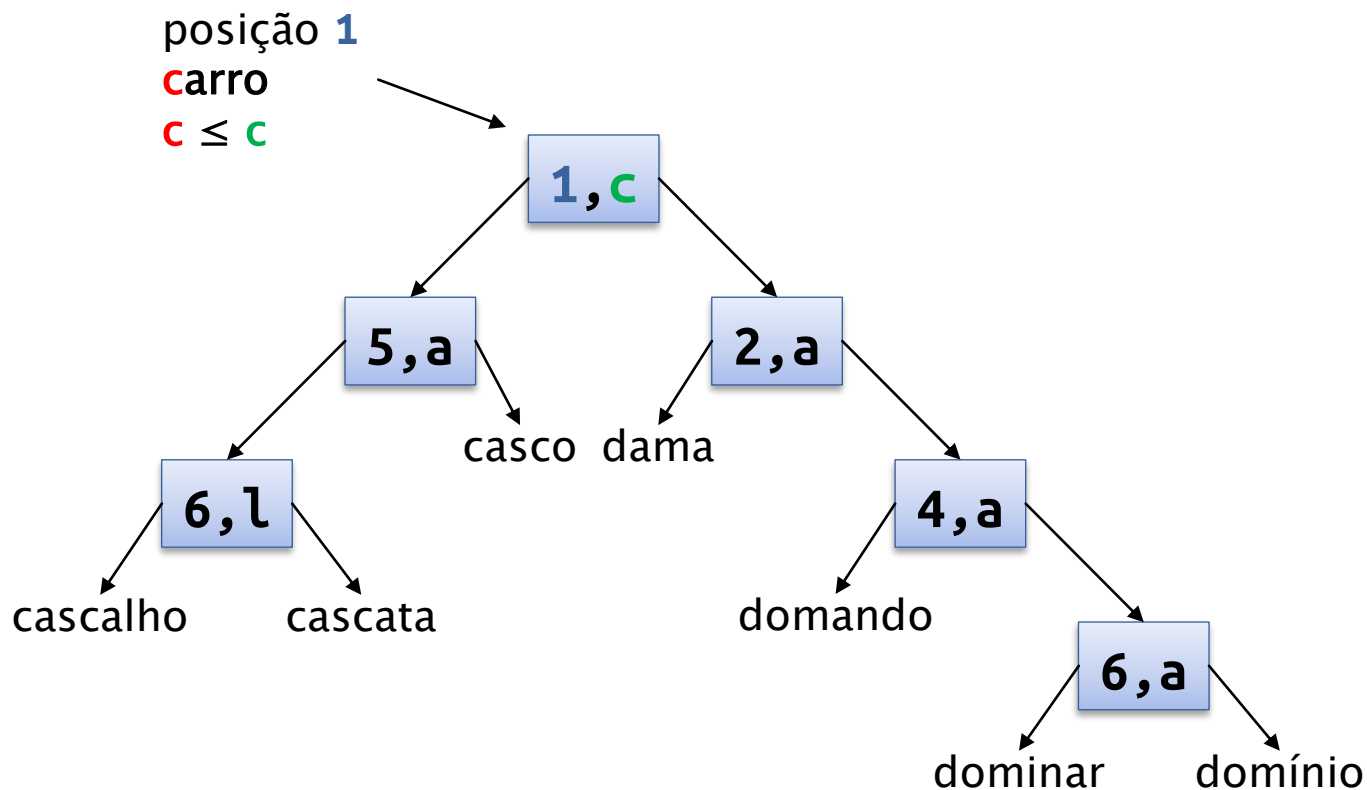 posição 1
carro
c ≤ c
1,c
5,a
2,a
casco
dama
6,l
4,a
cascalho
cascata
domando
6,a
dominar
domínio